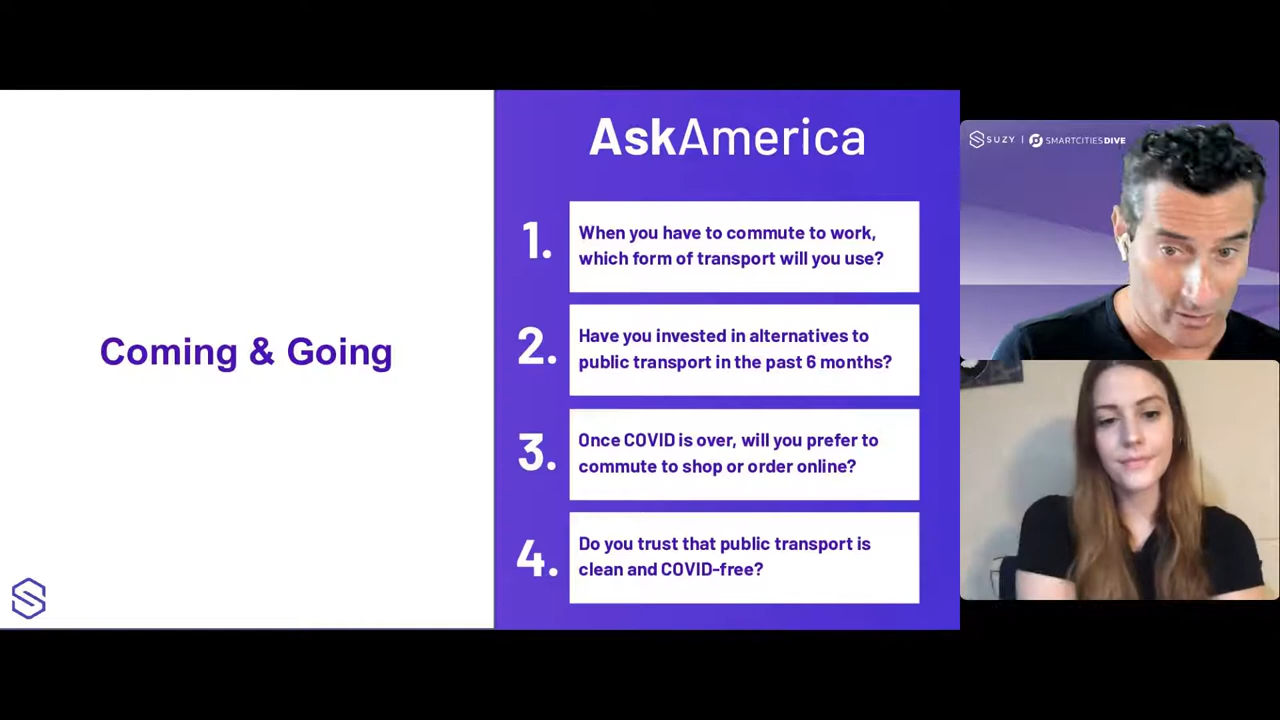 Coming & Going
AskAmerica
1.
When you have to commute to work,
which form of transport will you use?
2.
Have you invested in alternatives to
public transport in the past 6 months?
3.
Once COVID is over, will you prefer to
commute to shop or order online?
4.
Do you trust that public transport is
clean and COVID-free?
SUZY | SMARTCITIESDIVE